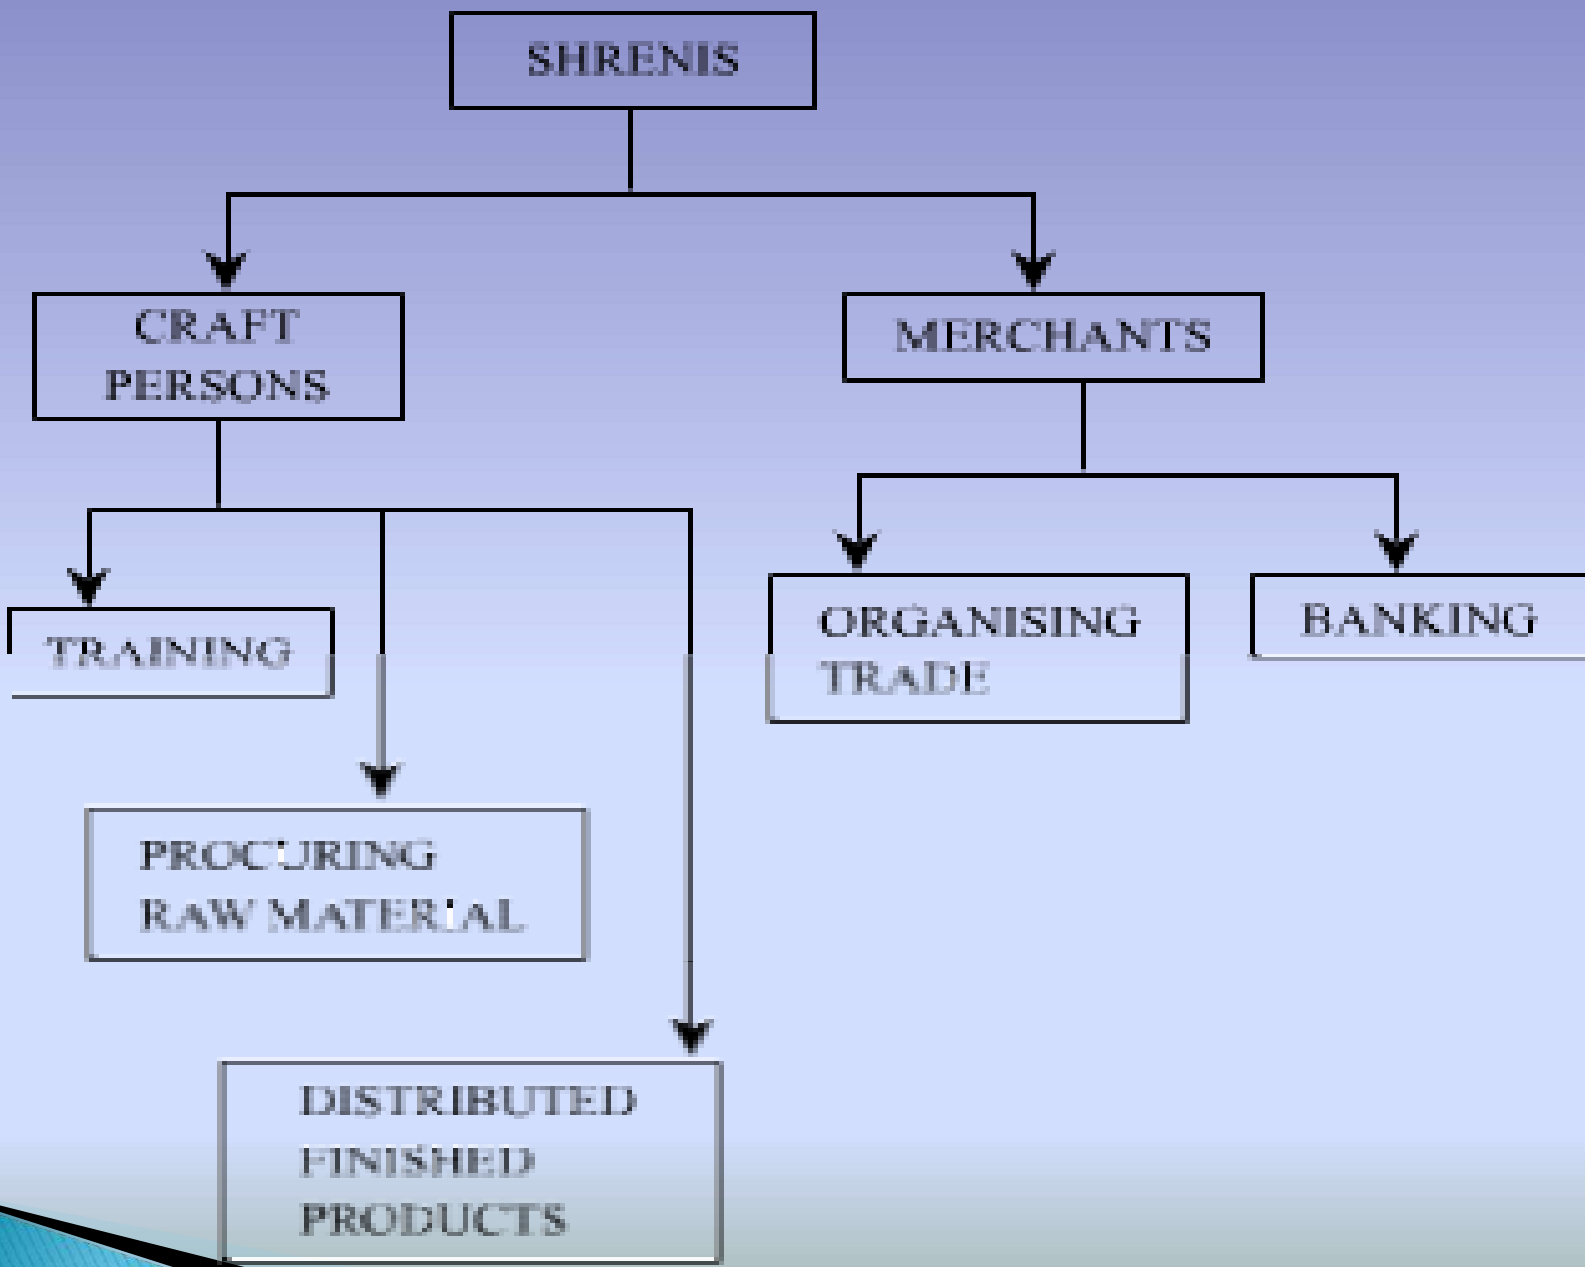 SHRENIS
CRAFT
PERSONS
MERCHANTS
TRAINING
ORGANISING
TRADE
BANKING
PROCURING
RAW MATERIAL
DISTRIBUTED
FINISHED
PRODUCTS